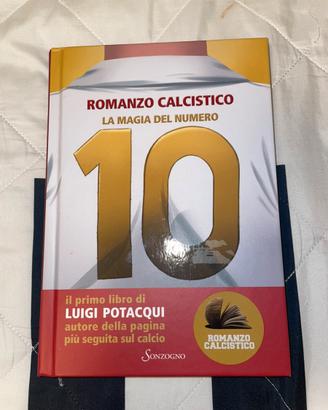 ROMANZO CALCISTICO
LA MAGIA DEL NUMERO
10
il primo libro di
LUIGI POTACQUI
autore della pagina
più seguita sul calcio
ROMANZO
CALCISTICO
SONZOGNO